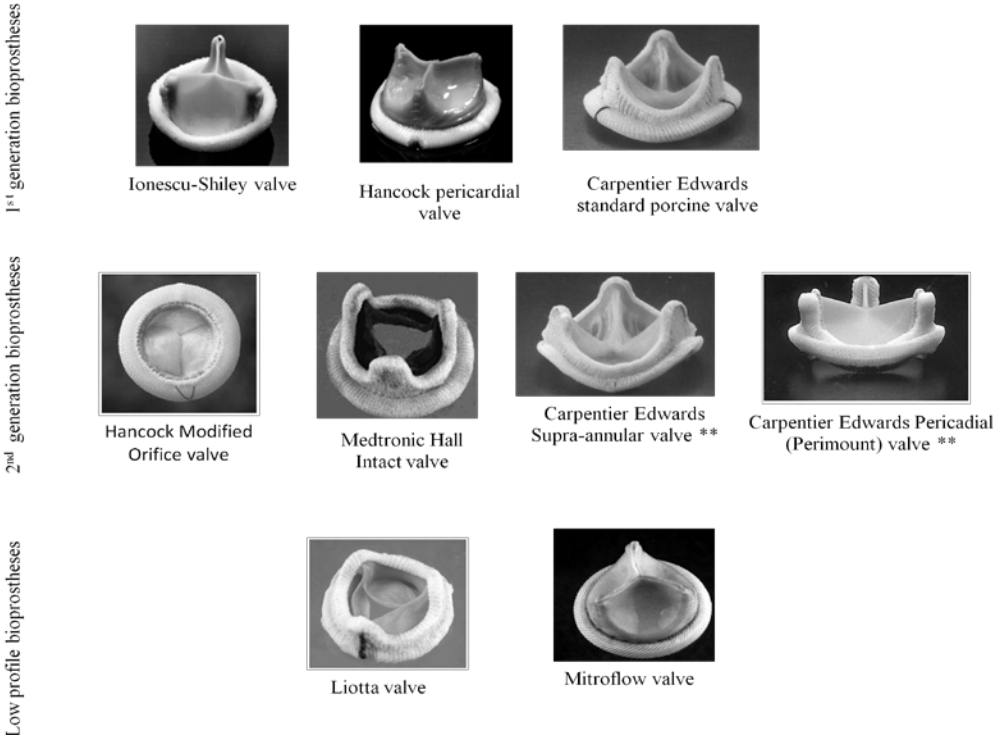 1st generation bioprostheses
Ionescu-Shiley valve
Hancock pericardial
valve
Carpentier Edwards
standard porcine valve
2nd generation bioprostheses
Hancock Modified
Orifice valve
Medtronic Hall
Intact valve
Carpentier Edwards
Supra-annular valve **
Carpentier Edwards Pericadial
(Perimount) valve **
Low profile bioprostheses
Liotta valve
Mitroflow valve